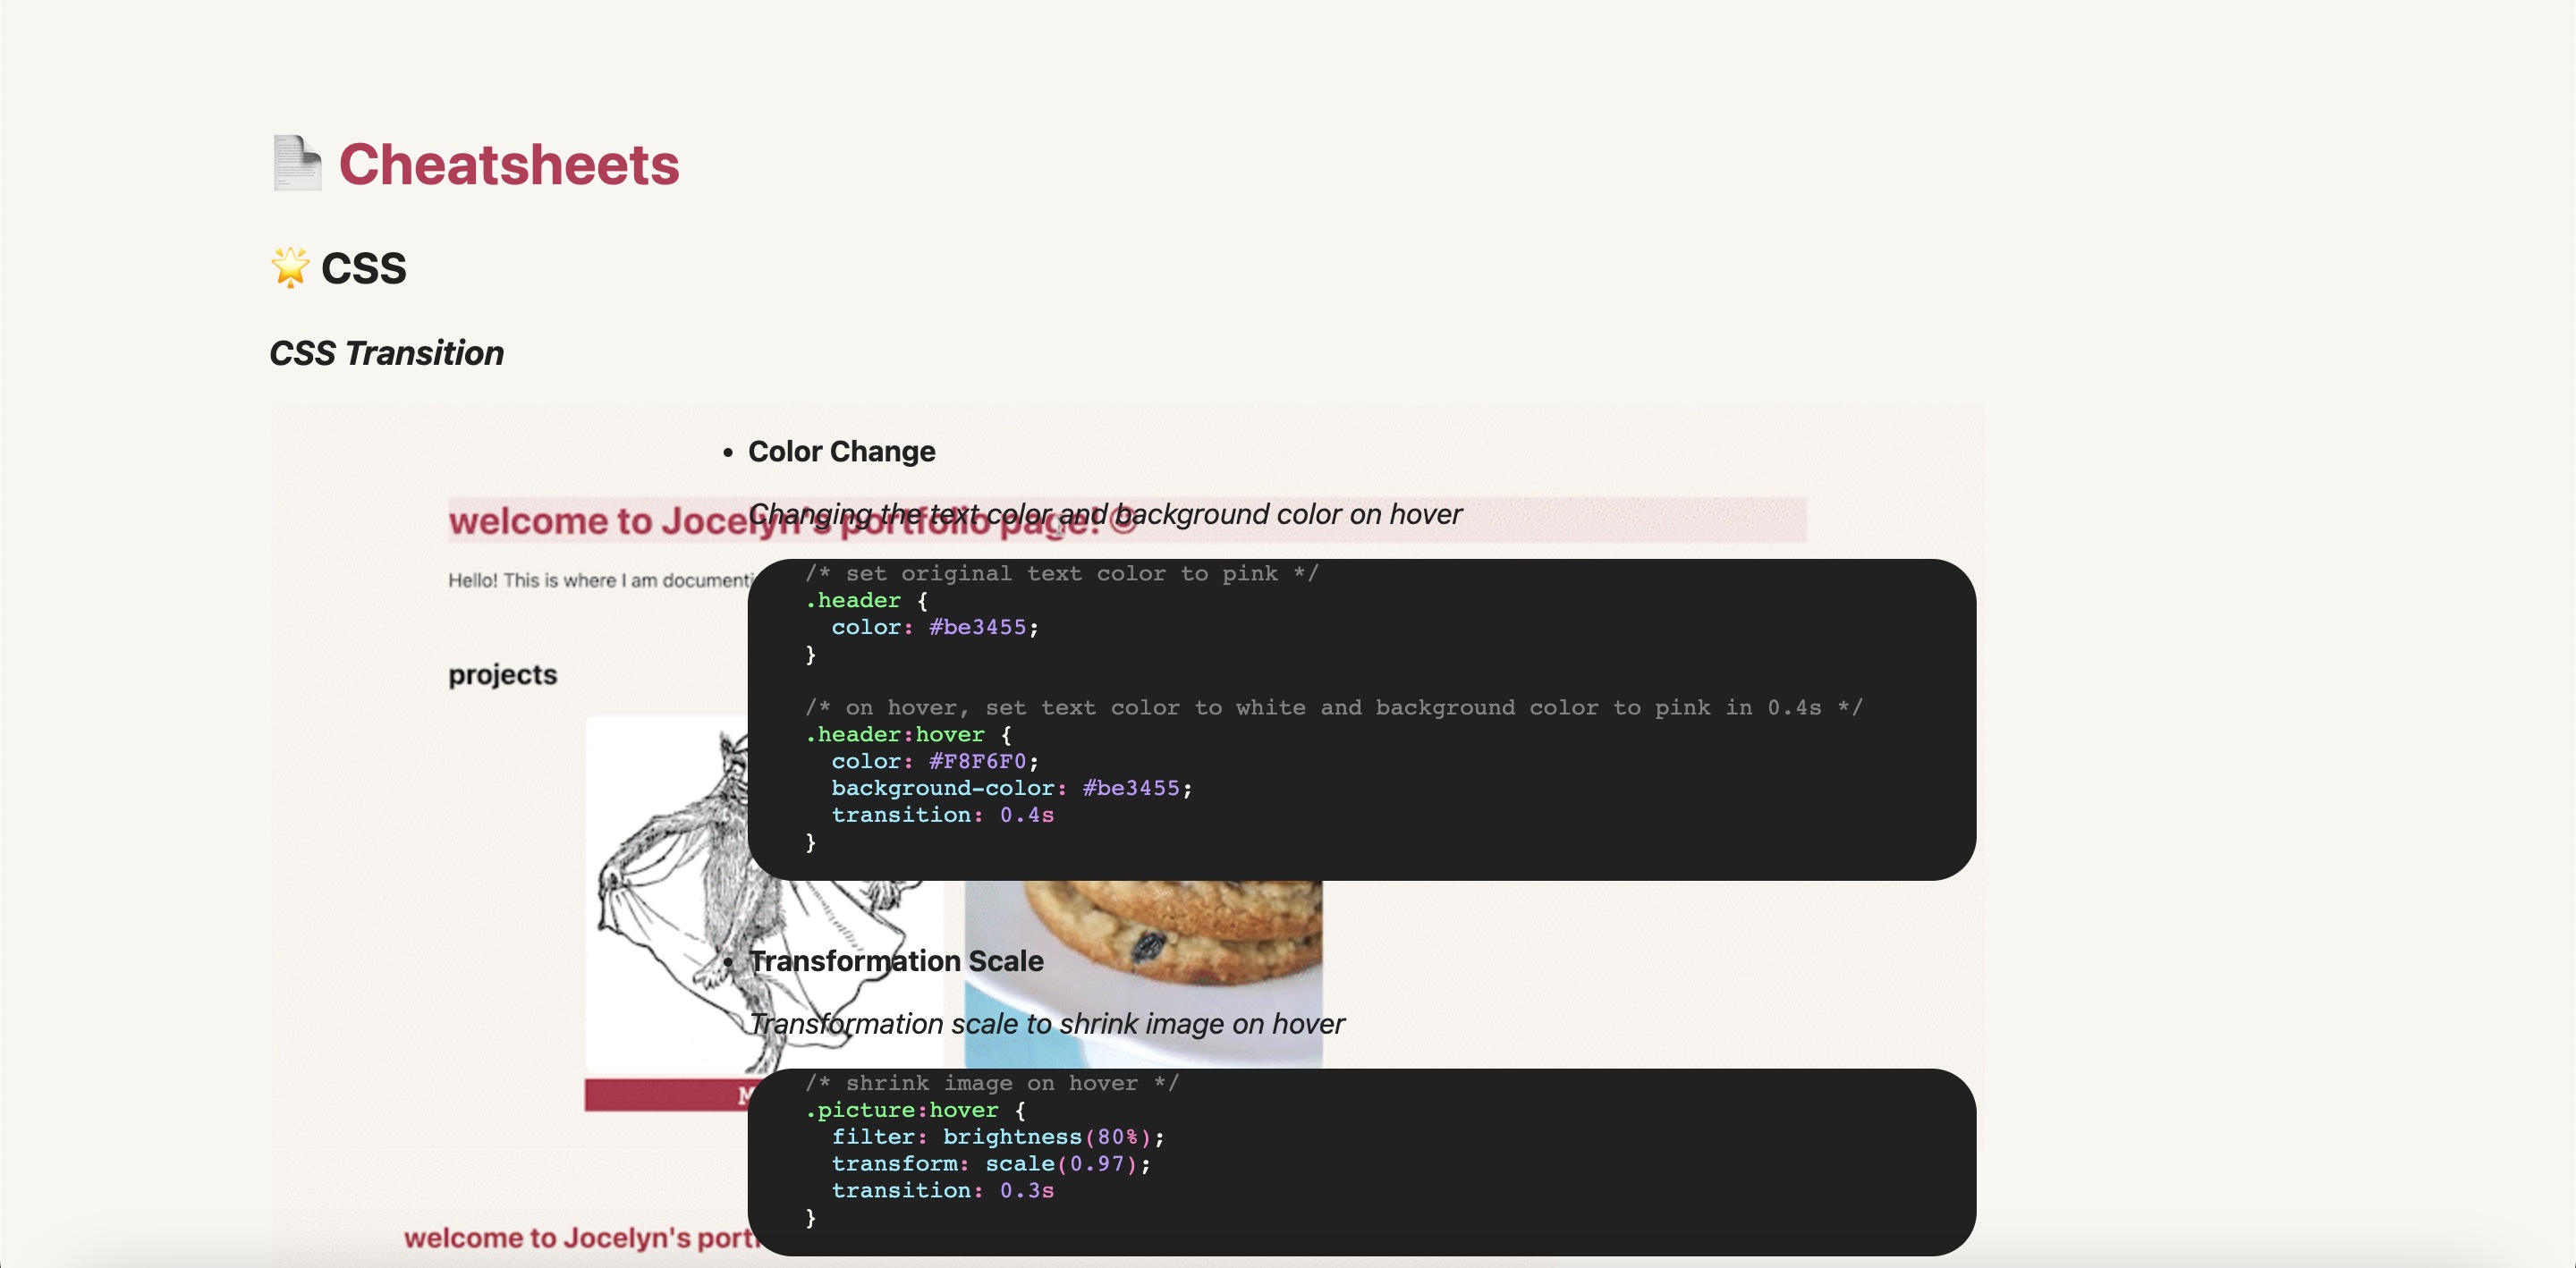 Cheatsheets
CSS
CSS Transition
• Color Change
welcome to Jocelyn's portfolio page!
Changing the text color and background color on hover
Hello! This is where I am
/* set original text color to pink */
.header {
color: #be3455;
}
projects
/* on hover, set text color to white and background color to pink in 0.4s */
.header:hover {
color: #F8F6F0;
background-color: #be3455;
transition: 0.4s
}
• Transformation Scale
Transformation scale to shrink image on hover
/* shrink image on hover */
.picture:hover {
filter: brightness(80%);
transform: scale(0.97);
transition: 0.3s
}
welcome to Jocelyn's